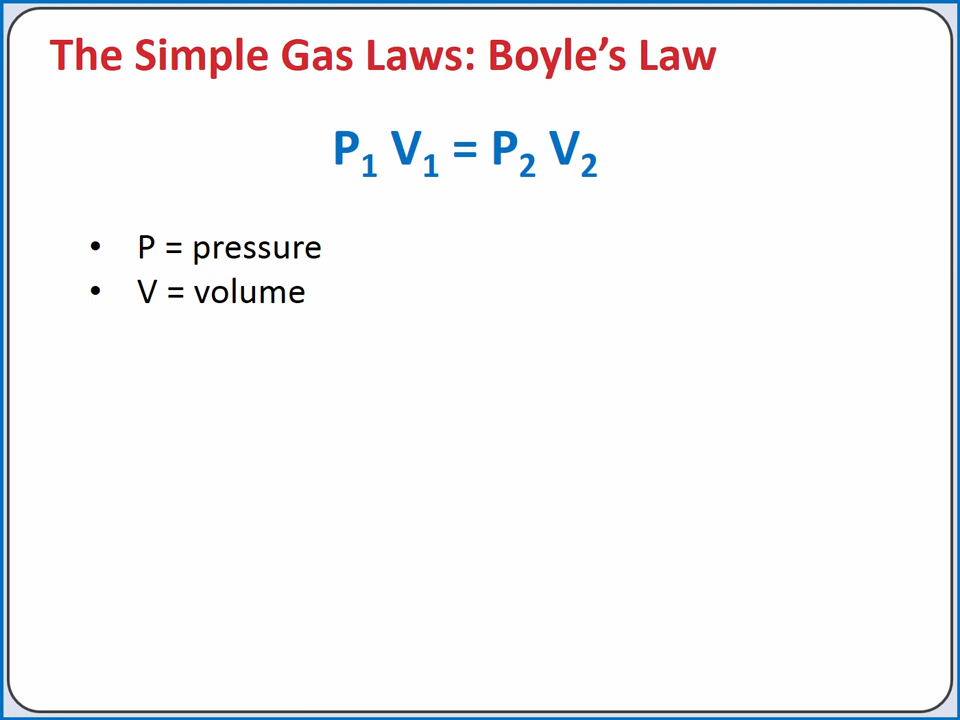 The Simple Gas Laws: Boyle’s Law
P₁ V₁ = P₂ V₂
• P = pressure
• V = volume